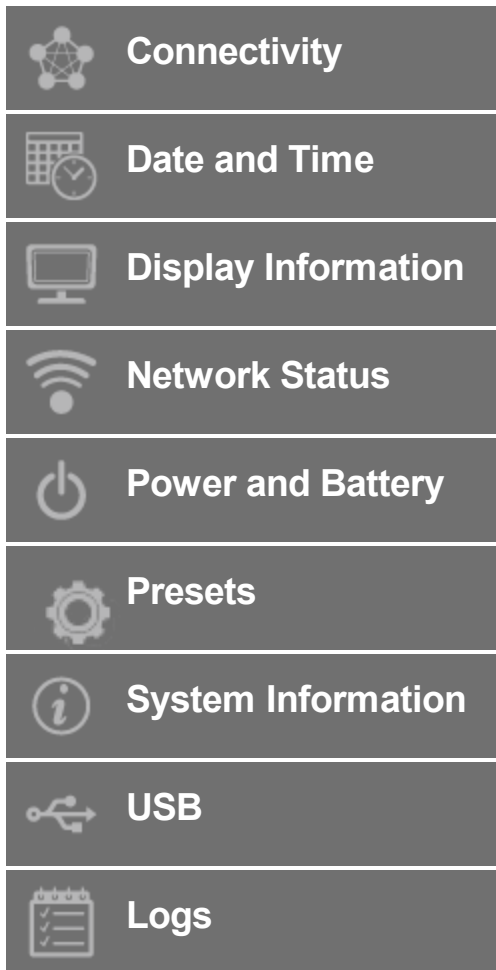 Connectivity
Date and Time
Display Information
Network Status
Power and Battery
Presets
System Information
USB
Logs